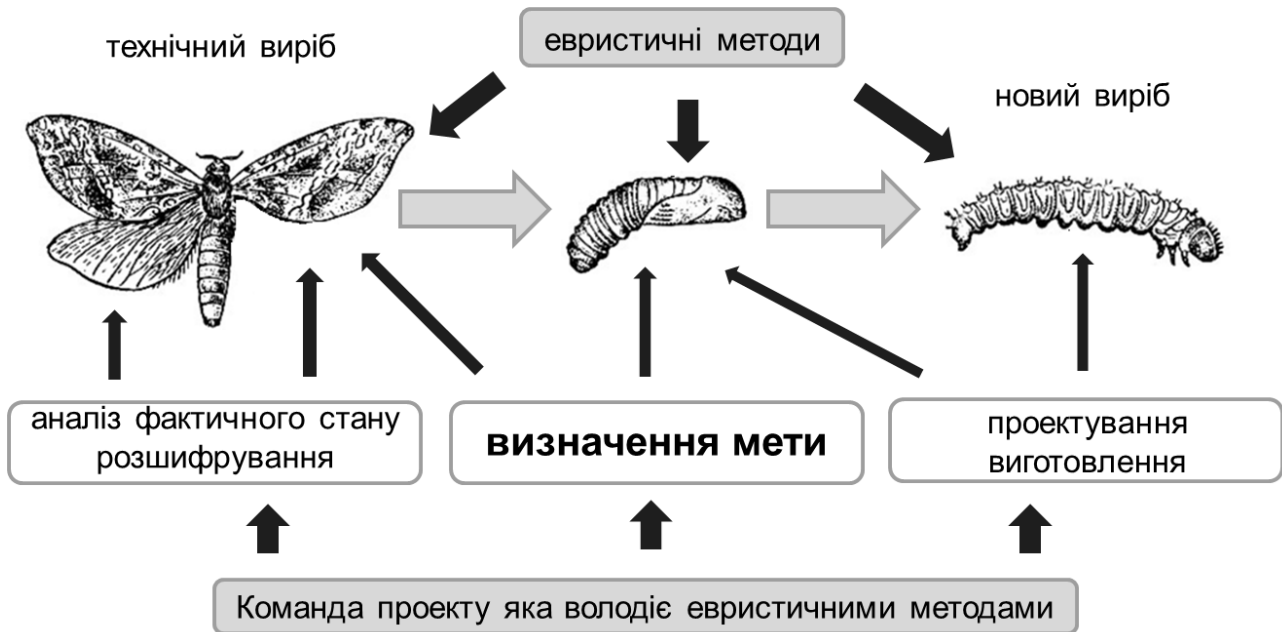 технічний виріб
евристичні методи
новий виріб
аналіз фактичного стану
розшифрування
визначення мети
проектування
виготовлення
Команда проекту яка володіє евристичними методами